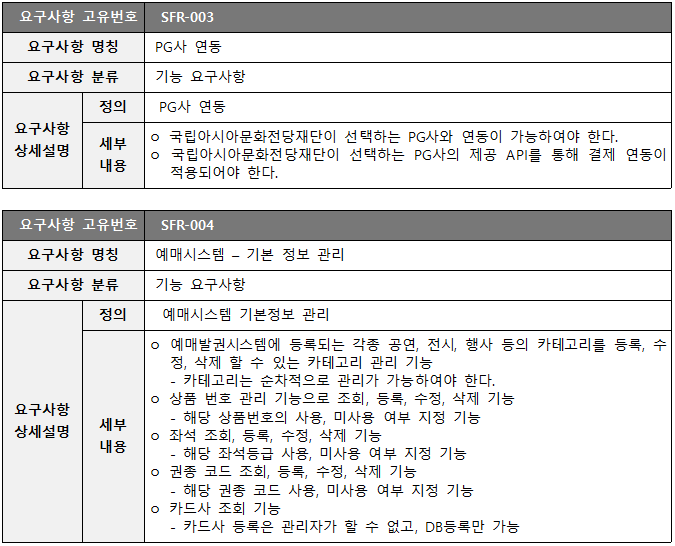 요구사항 고유번호 SFR-003
요구사항 명칭 PG사 연동
요구사항 분류 기능 요구사항
요구사항 상세설명 정의 PG사 연동
세부 내용
o 국립아시아문화전당재단이 선택하는 PG사와 연동이 가능하여야 한다.
o 국립아시아문화전당재단이 선택하는 PG사의 제공 API를 통해 결제 연동이
적용되어야 한다.
요구사항 고유번호 SFR-004
요구사항 명칭 예매시스템 – 기본 정보 관리
요구사항 분류 기능 요구사항
요구사항 상세설명 정의 예매시스템 기본정보 관리
세부 내용
o 예매발권시스템에 등록되는 각종 공연, 전시, 행사 등의 카테고리를 등록, 수
정, 삭제 할 수 있는 카테고리 관리 기능
- 카테고리는 순차적으로 관리가 가능하여야 한다.
o 상품 번호 관리 기능으로 조회, 등록, 수정, 삭제 기능
- 해당 상품번호의 사용, 미사용 여부 지정 기능
o 좌석 조회, 등록, 수정, 삭제 기능
- 해당 좌석등급 사용, 미사용 여부 지정 기능
o 권종 코드 조회, 등록, 수정, 삭제 기능
- 해당 권종 코드 사용, 미사용 여부 지정 기능
o 카드사 조회 기능
- 카드사 등록은 관리자가 할 수 없고, DB등록만 가능